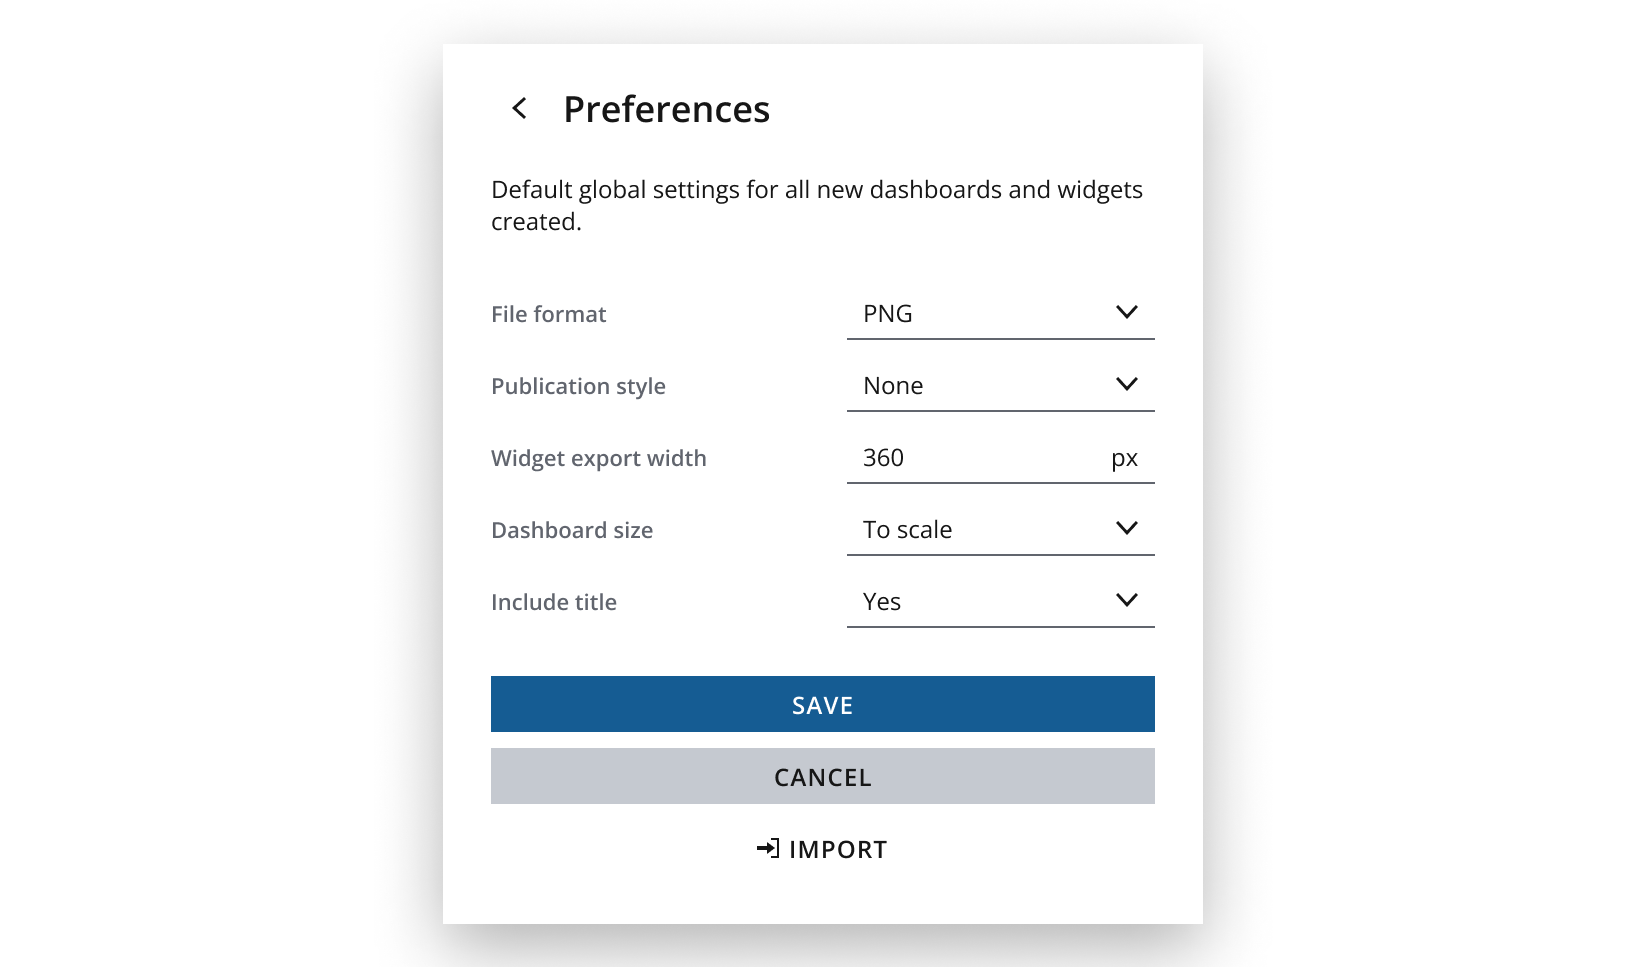 Preferences
Default global settings for all new dashboards and widgets
created.
File format PNG
Publication style None
Widget export width 360 px
Dashboard size To scale
Include title Yes
SAVE
CANCEL
IMPORT